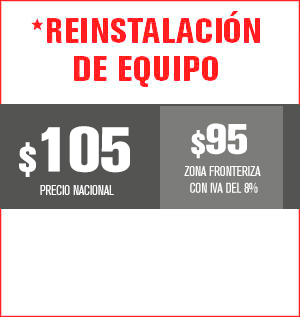 *REINSTALACIÓN
DE EQUIPO
$105
PRECIO NACIONAL
$95
ZONA FRONTERIZA
CON IVA DEL 8%